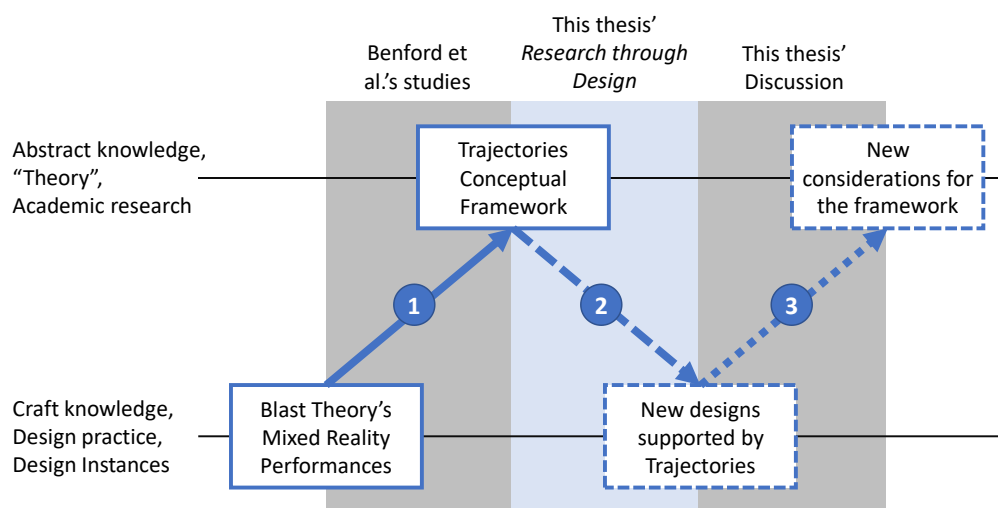 Benford et
al.'s studies
This thesis'
Research through
Design
This thesis'
Discussion
Abstract knowledge,
“Theory”,
Academic research
Trajectories
Conceptual
Framework
New
considerations for
the framework
1
2
3
Craft knowledge,
Design practice,
Design Instances
Blast Theory's
Mixed Reality
Performances
New designs
supported by
Trajectories